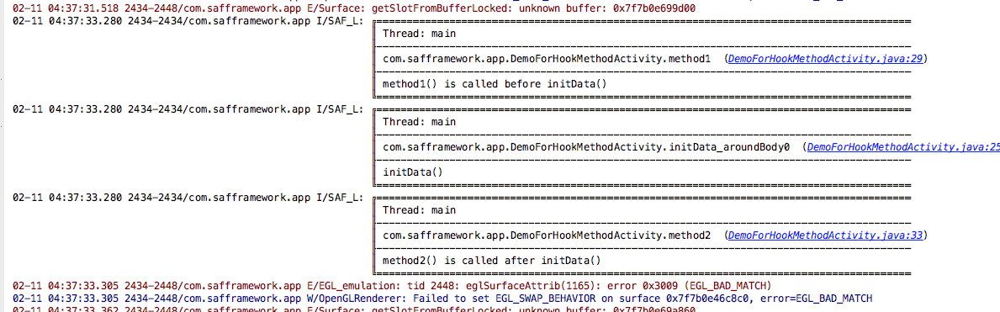 02-11 04:37:31.518 2434-2448/com.safframework.app E/Surface: getSlotFromBufferLocked: unknown buffer: 0x7f7b0e699d00
02-11 04:37:33.280 2434-2434/com.safframework.app I/SAF_L:
Thread: main
com.safframework.app.DemoForHookMethodActivity.method1 (DemoForHookMethodActivity.java:29)
method1() is called before initData()
02-11 04:37:33.280 2434-2434/com.safframework.app I/SAF_L:
Thread: main
com.safframework.app.DemoForHookMethodActivity.initData_aroundBody0 (DemoForHookMethodActivity.java:25
initData()
02-11 04:37:33.280 2434-2434/com.safframework.app I/SAF_L:
Thread: main
com.safframework.app.DemoForHookMethodActivity.method2 (DemoForHookMethodActivity.java:33)
method2() is called after initData()
02-11 04:37:33.305 2434-2448/com.safframework.app E/EGL_emulation: tid 2448: eglSurfaceAttrib(1165): error 0x3009 (EGL_BAD_MATCH)
02-11 04:37:33.305 2434-2448/com.safframework.app W/OpenGLRenderer: Failed to set EGL_SWAP_BEHAVIOR on surface 0x7f7b0e46c8c0, error=EGL_BAD_MATCH
02-11 04:37:33.362 2434-2448/com.safframework.app E/Surface: getSlotFromBufferLocked: unknown buffer: 0x7f7b0e69a860